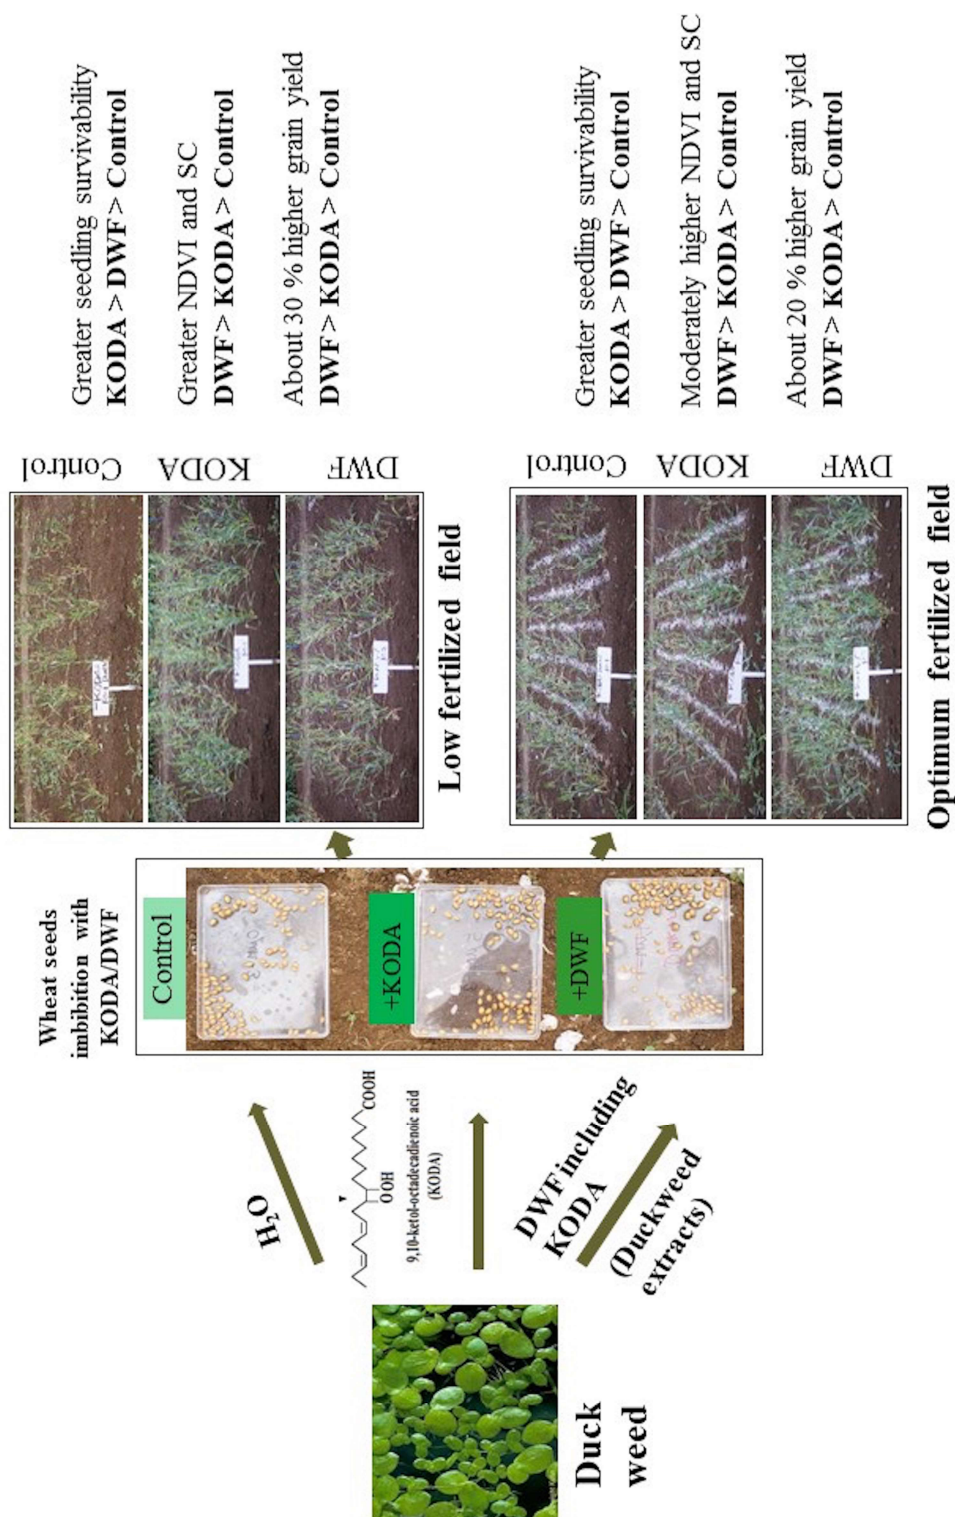 Duck
weed
H₂O
COOH
O
OH
9,10-ketol-octadecadienoic acid
(KODA)
DWF including
KODA
(Duckweed
extracts)
Wheat seeds
imbibition with
KODA/DWF
Control
+KODA
+DWF
Control
KODA
DWF
Low fertilized field
Greater seedling survivability
KODA > DWF > Control
Greater NDVI and SC
DWF > KODA > Control
About 30 % higher grain yield
DWF > KODA > Control
Control
KODA
DWF
Optimum fertilized field
Greater seedling survivability
KODA > DWF > Control
Moderately higher NDVI and SC
DWF > KODA > Control
About 20 % higher grain yield
DWF > KODA > Control